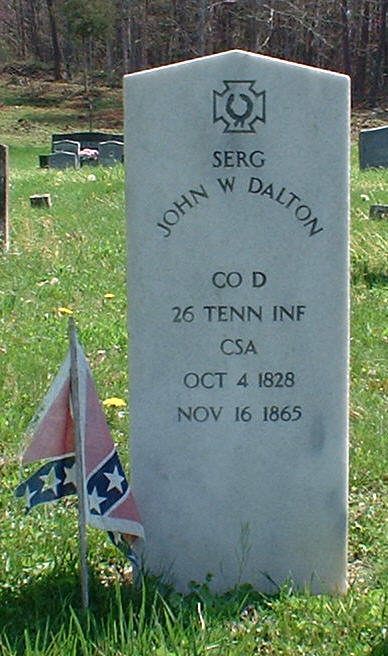 SERG
JOHN W DALTON
CO D
26 TENN INF
CSA
OCT 4 1828
NOV 16 1865